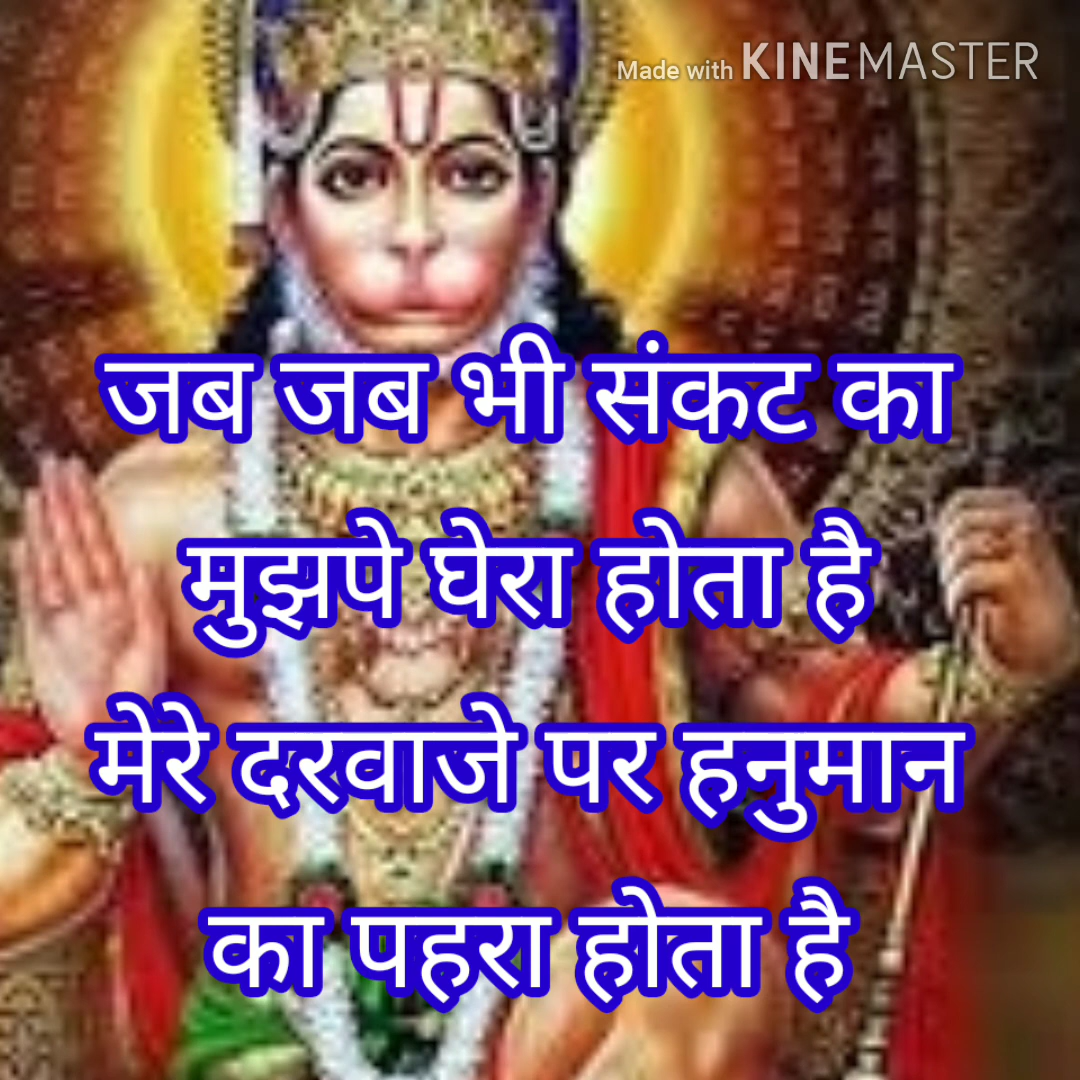 Made with KINEMASTER
जब जब भी संकट का
मुझपे घेरा होता है
मेरे दरवाजे पर हनुमान
का पहरा होता है